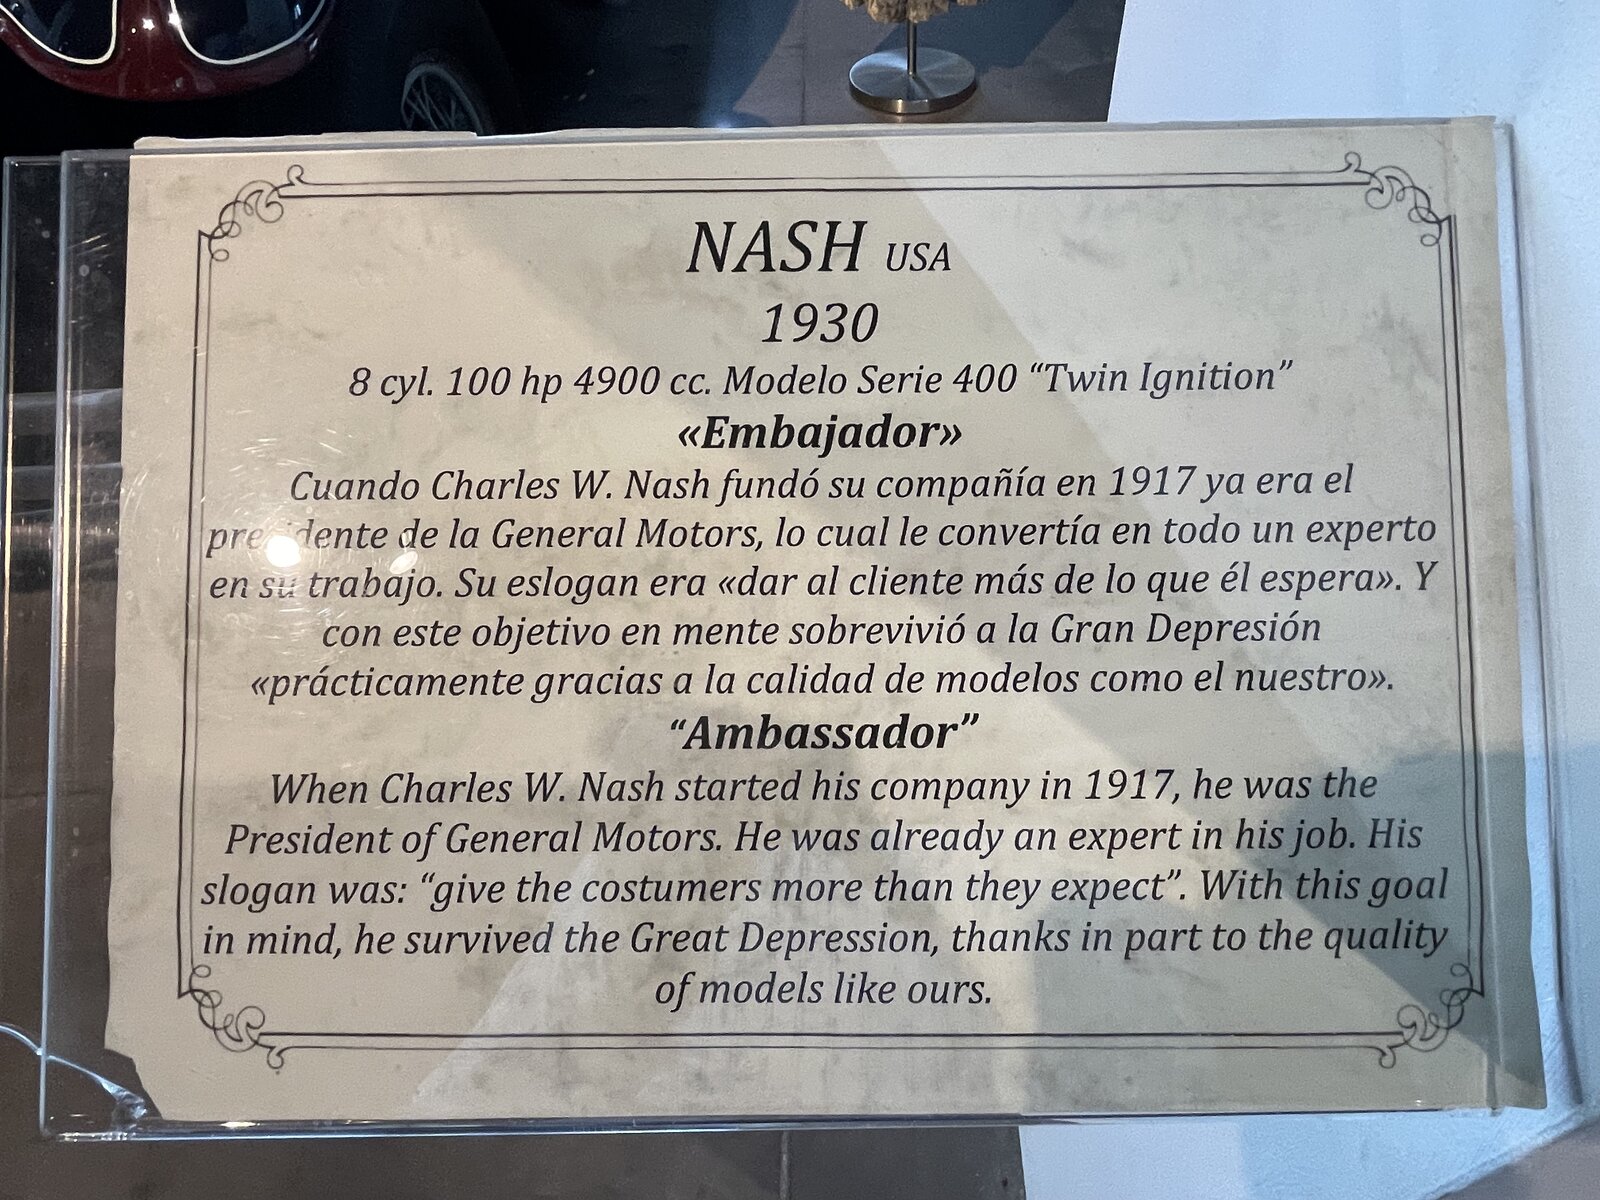 NASH USA
1930
8 cyl. 100 hp 4900 cc. Modelo Serie 400 “Twin Ignition”
«Embajador»
Cuando Charles W. Nash fundó su compañía en 1917 ya era el
presidente de la General Motors, lo cual le convertía en todo un experto
en su trabajo. Su eslogan era «dar al cliente más de lo que él espera». Y
con este objetivo en mente sobrevivió a la Gran Depresión
«prácticamente gracias a la calidad de modelos como el nuestro».
“Ambassador”
When Charles W. Nash started his company in 1917, he was the
President of General Motors. He was already an expert in his job. His
slogan was: “give the costumers more than they expect”. With this goal
in mind, he survived the Great Depression, thanks in part to the quality
of models like ours.